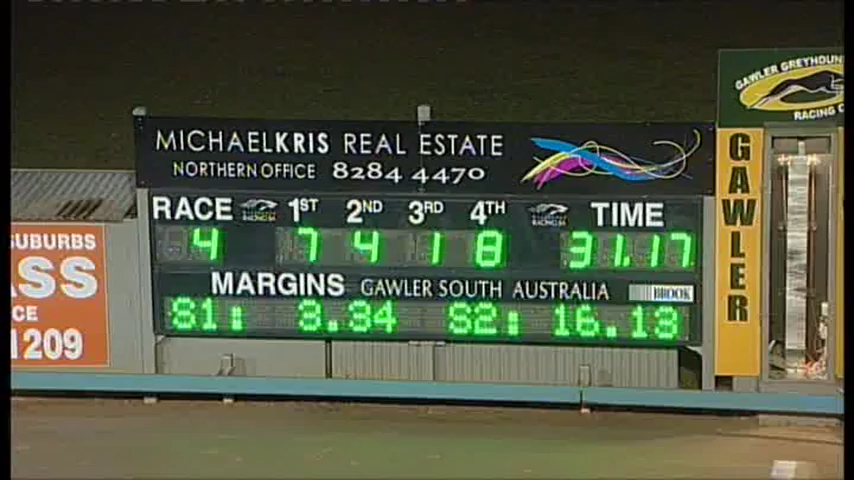 GAWLER GREYHOUND
RACING C
MICHAELKRIS REAL ESTATE
NORTHERN OFFICE 8284 4470
RACE 1ST 2ND 3RD 4TH TIME
4 7 4 1 8 31.17
MARGINS GAWLER SOUTH AUSTRALIA BROOK
S1: 3.34 S2: 16.13
GAWLER
SUBURBS
ASS
CE
1209